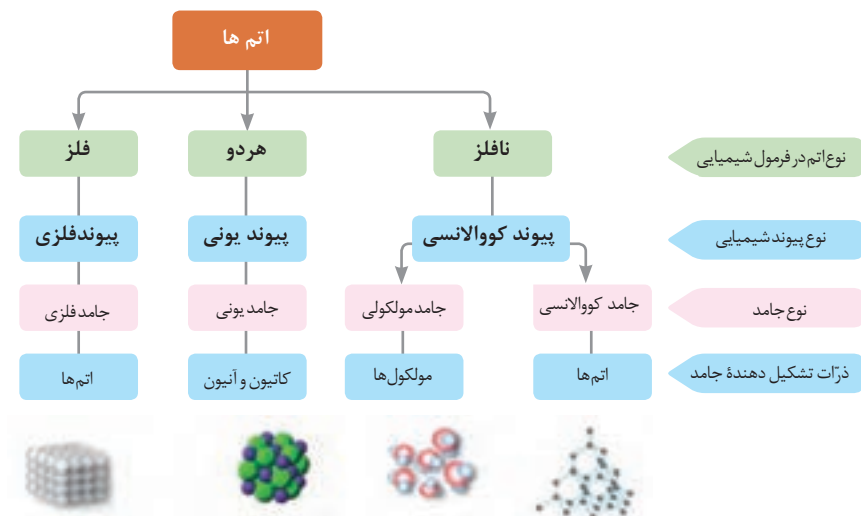 اتم ها
نوع اتم در فرمول شیمیایی
نافلز
هردو
فلز
نوع پیوند شیمیایی
پیوند کووالانسی
پیوند یونی
پیوندفلزی
نوع جامد
جامد کووالانسی
جامد مولکولی
جامد یونی
جامد فلزی
ذرّات تشکیل دهندۀ جامد
اتم‌ها
مولکول‌ها
کاتیون و آنیون
اتم‌ها